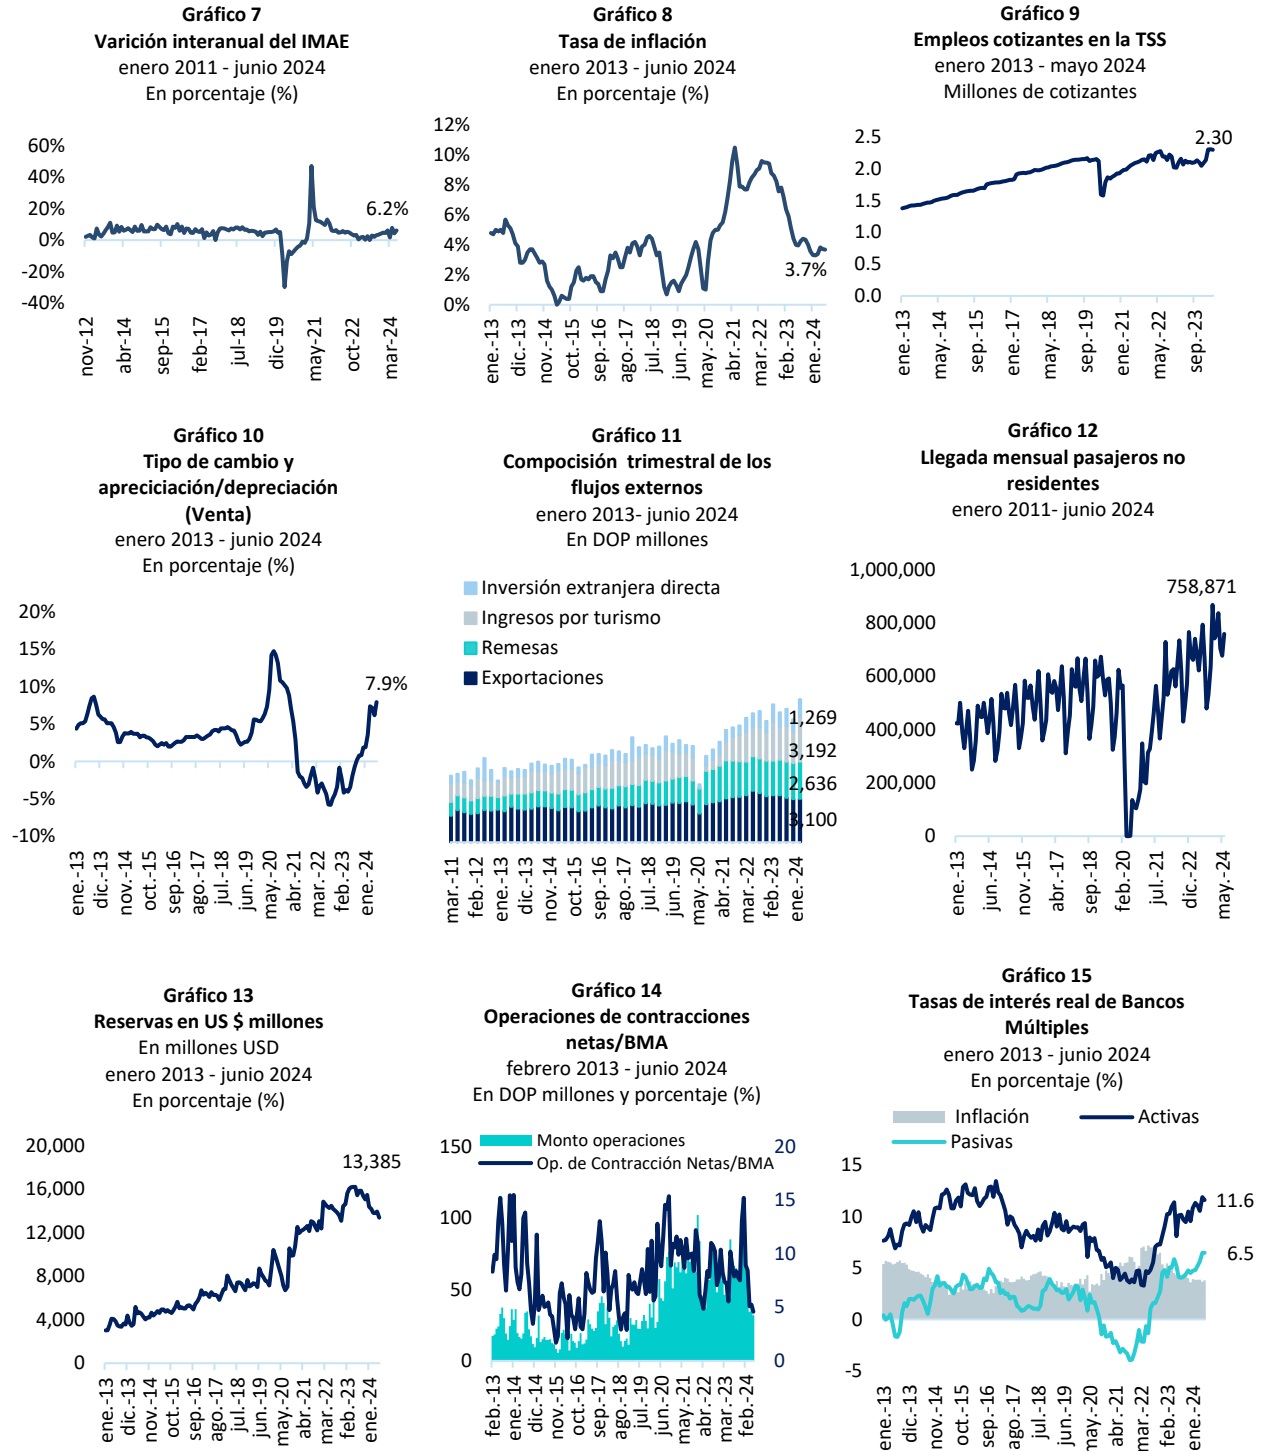 Gráfico 7
Varición interanual del IMAE
enero 2011 - junio 2024
En porcentaje (%)
60%
40%
20%
0%
-20%
-40%
6.2%
nov-12
abr-14
sep-15
feb-17
jul-18
dic-19
may-21
oct-22
mar-24
Gráfico 8
Tasa de inflación
enero 2013 - junio 2024
En porcentaje (%)
12%
10%
8%
6%
4%
2%
0%
3.7%
ene.-13
dic.-13
nov.-14
oct.-15
sep.-16
ago.-17
jul.-18
jun.-19
may.-20
abr.-21
mar.-22
feb.-23
ene.-24
Gráfico 9
Empleos cotizantes en la TSS
enero 2013 - mayo 2024
Millones de cotizantes
2.5
2.0
1.5
1.0
0.5
0.0
2.30
ene.-13
may.-14
sep.-15
ene.-17
may.-18
sep.-19
ene.-21
may.-22
sep.-23
Gráfico 10
Tipo de cambio y
apreciciación/depreciación
(Venta)
enero 2013 - junio 2024
En porcentaje (%)
20%
15%
10%
5%
0%
-5%
-10%
7.9%
ene.-13
dic.-13
nov.-14
oct.-15
sep.-16
ago.-17
jul.-18
jun.-19
may.-20
abr.-21
mar.-22
feb.-23
ene.-24
Gráfico 11
Compocisión trimestral de los
flujos externos
enero 2013- junio 2024
En DOP millones
Inversión extranjera directa
Ingresos por turismo
Remesas
Exportaciones
1,269
3,192
2,636
3,100
mar.-11
feb.-12
ene.-13
dic.-13
nov.-14
oct.-15
sep.-16
ago.-17
jul.-18
jun.-19
may.-20
abr.-21
mar.-22
feb.-23
ene.-24
Gráfico 12
Llegada mensual pasajeros no
residentes
enero 2011- junio 2024
1,000,000
800,000
600,000
400,000
200,000
0
758,871
ene.-13
jun.-14
nov.-15
abr.-17
sep.-18
feb.-20
jul.-21
dic.-22
may.-24
Gráfico 13
Reservas en US $ millones
En millones USD
enero 2013 - junio 2024
En porcentaje (%)
20,000
16,000
12,000
8,000
4,000
0
13,385
ene.-13
dic.-13
nov.-14
oct.-15
sep.-16
ago.-17
jul.-18
jun.-19
may.-20
abr.-21
mar.-22
feb.-23
ene.-24
Gráfico 14
Operaciones de contracciones
netas/BMA
febrero 2013 - junio 2024
En DOP millones y porcentaje (%)
Monto operaciones
Op. de Contracción Netas/BMA
150
100
50
0
20
15
10
5
0
feb.-13
ene.-14
dic.-14
nov.-15
oct.-16
sep.-17
ago.-18
jul.-19
jun.-20
may.-21
abr.-22
mar.-23
feb.-24
Gráfico 15
Tasas de interés real de Bancos
Múltiples
enero 2013 - junio 2024
En porcentaje (%)
Inflación
Activas
Pasivas
15
10
5
0
-5
11.6
6.5
ene.-13
dic.-13
nov.-14
oct.-15
sep.-16
ago.-17
jul.-18
jun.-19
may.-20
abr.-21
mar.-22
feb.-23
ene.-24